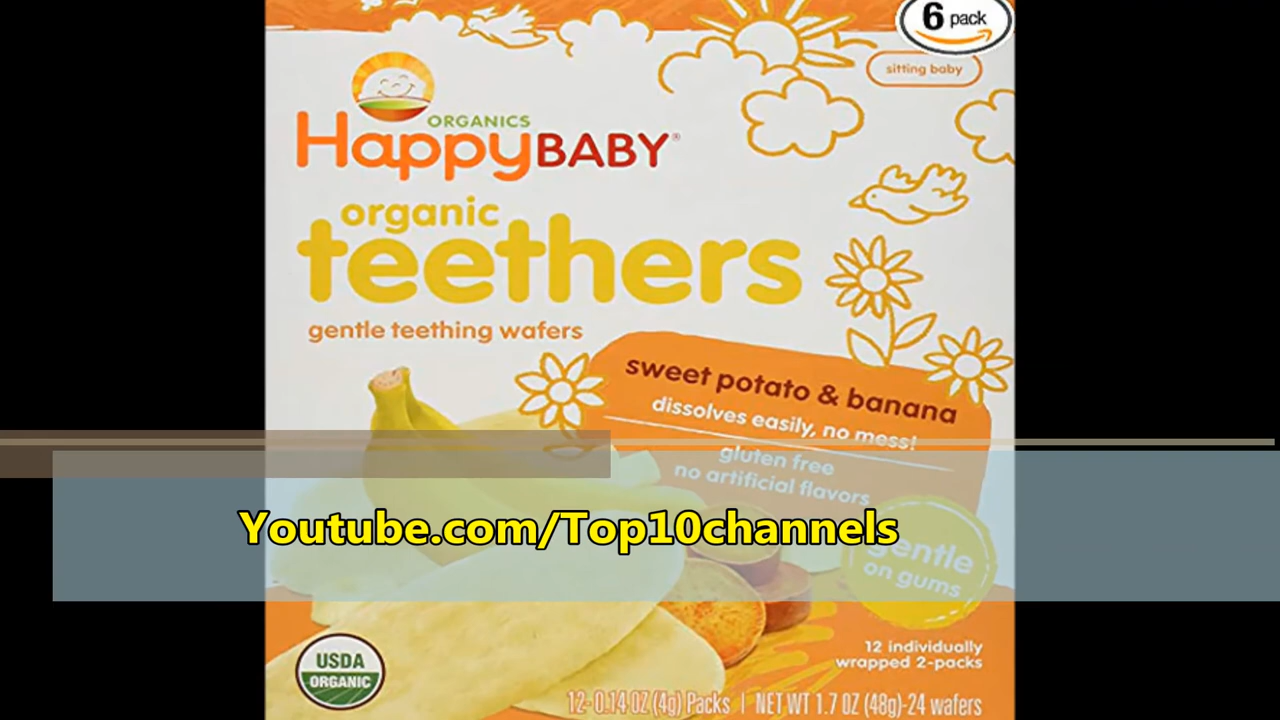 6 pack
sitting baby
ORGANICS
HappyBABY®
organic
teethers
gentle teething wafers
sweet potato & banana
dissolves easily, no mess!
gluten free
no artificial flavors
Youtube.com/Top10channels
gentle
on gums
12 individually
wrapped 2-packs
USDA
ORGANIC
12- 0.14 OZ (4g) Packs | NET WT 1.7 OZ (48g)-24 wafers